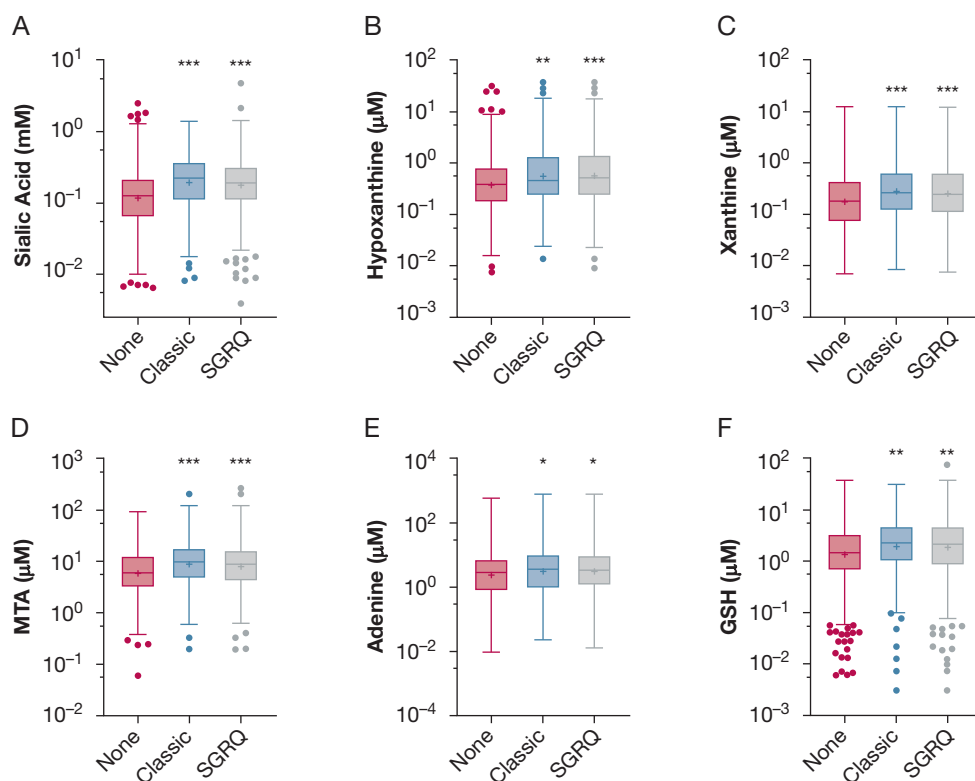 A
Sialic Acid (mM)
10¹
10⁰
10⁻¹
10⁻²
*** ***
None
Classic
SGRQ
B
Hypoxanthine (μM)
10²
10¹
10⁰
10⁻¹
10⁻²
10⁻³
** ***
None
Classic
SGRQ
C
Xanthine (μM)
10²
10¹
10⁰
10⁻¹
10⁻²
10⁻³
*** ***
None
Classic
SGRQ
D
MTA (μM)
10³
10²
10¹
10⁰
10⁻¹
10⁻²
*** ***
None
Classic
SGRQ
E
Adenine (μM)
10⁴
10²
10⁰
10⁻²
10⁻⁴
* *
None
Classic
SGRQ
F
GSH (μM)
10²
10¹
10⁰
10⁻¹
10⁻²
10⁻³
** **
None
Classic
SGRQ